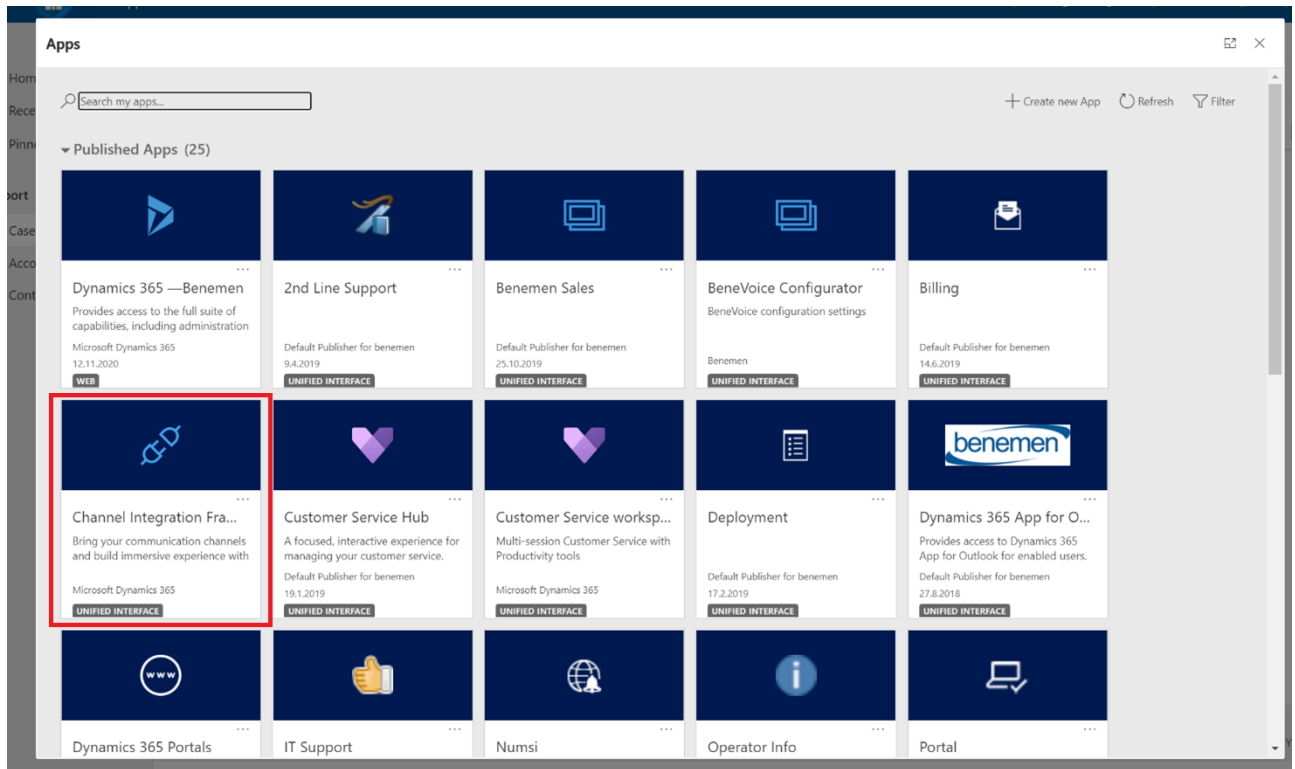 Apps
Search my apps...
Create new App
Refresh
Filter
Published Apps (25)
Hom
Rece
Pinn
port
Case
Acco
Cont
Dynamics 365 —Benemen
Provides access to the full suite of
capabilities, including administration
Microsoft Dynamics 365
12.11.2020
WEB
2nd Line Support
Default Publisher for benemen
9.4.2019
UNIFIED INTERFACE
Benemen Sales
Default Publisher for benemen
25.10.2019
UNIFIED INTERFACE
BeneVoice Configurator
BeneVoice configuration settings
Benemen
UNIFIED INTERFACE
Billing
Default Publisher for benemen
14.6.2019
UNIFIED INTERFACE
Channel Integration Fra...
Bring your communication channels
and build immersive experience with
Microsoft Dynamics 365
UNIFIED INTERFACE
Customer Service Hub
A focused, interactive experience for
managing your customer service.
Default Publisher for benemen
19.1.2019
UNIFIED INTERFACE
Customer Service worksp...
Multi-session Customer Service with
Productivity tools
Microsoft Dynamics 365
UNIFIED INTERFACE
Deployment
Default Publisher for benemen
17.2.2019
UNIFIED INTERFACE
benemen
Dynamics 365 App for O...
Provides access to Dynamics 365
App for Outlook for enabled users.
Default Publisher for benemen
27.8.2018
UNIFIED INTERFACE
www
Dynamics 365 Portals
IT Support
Numsi
Operator Info
Portal